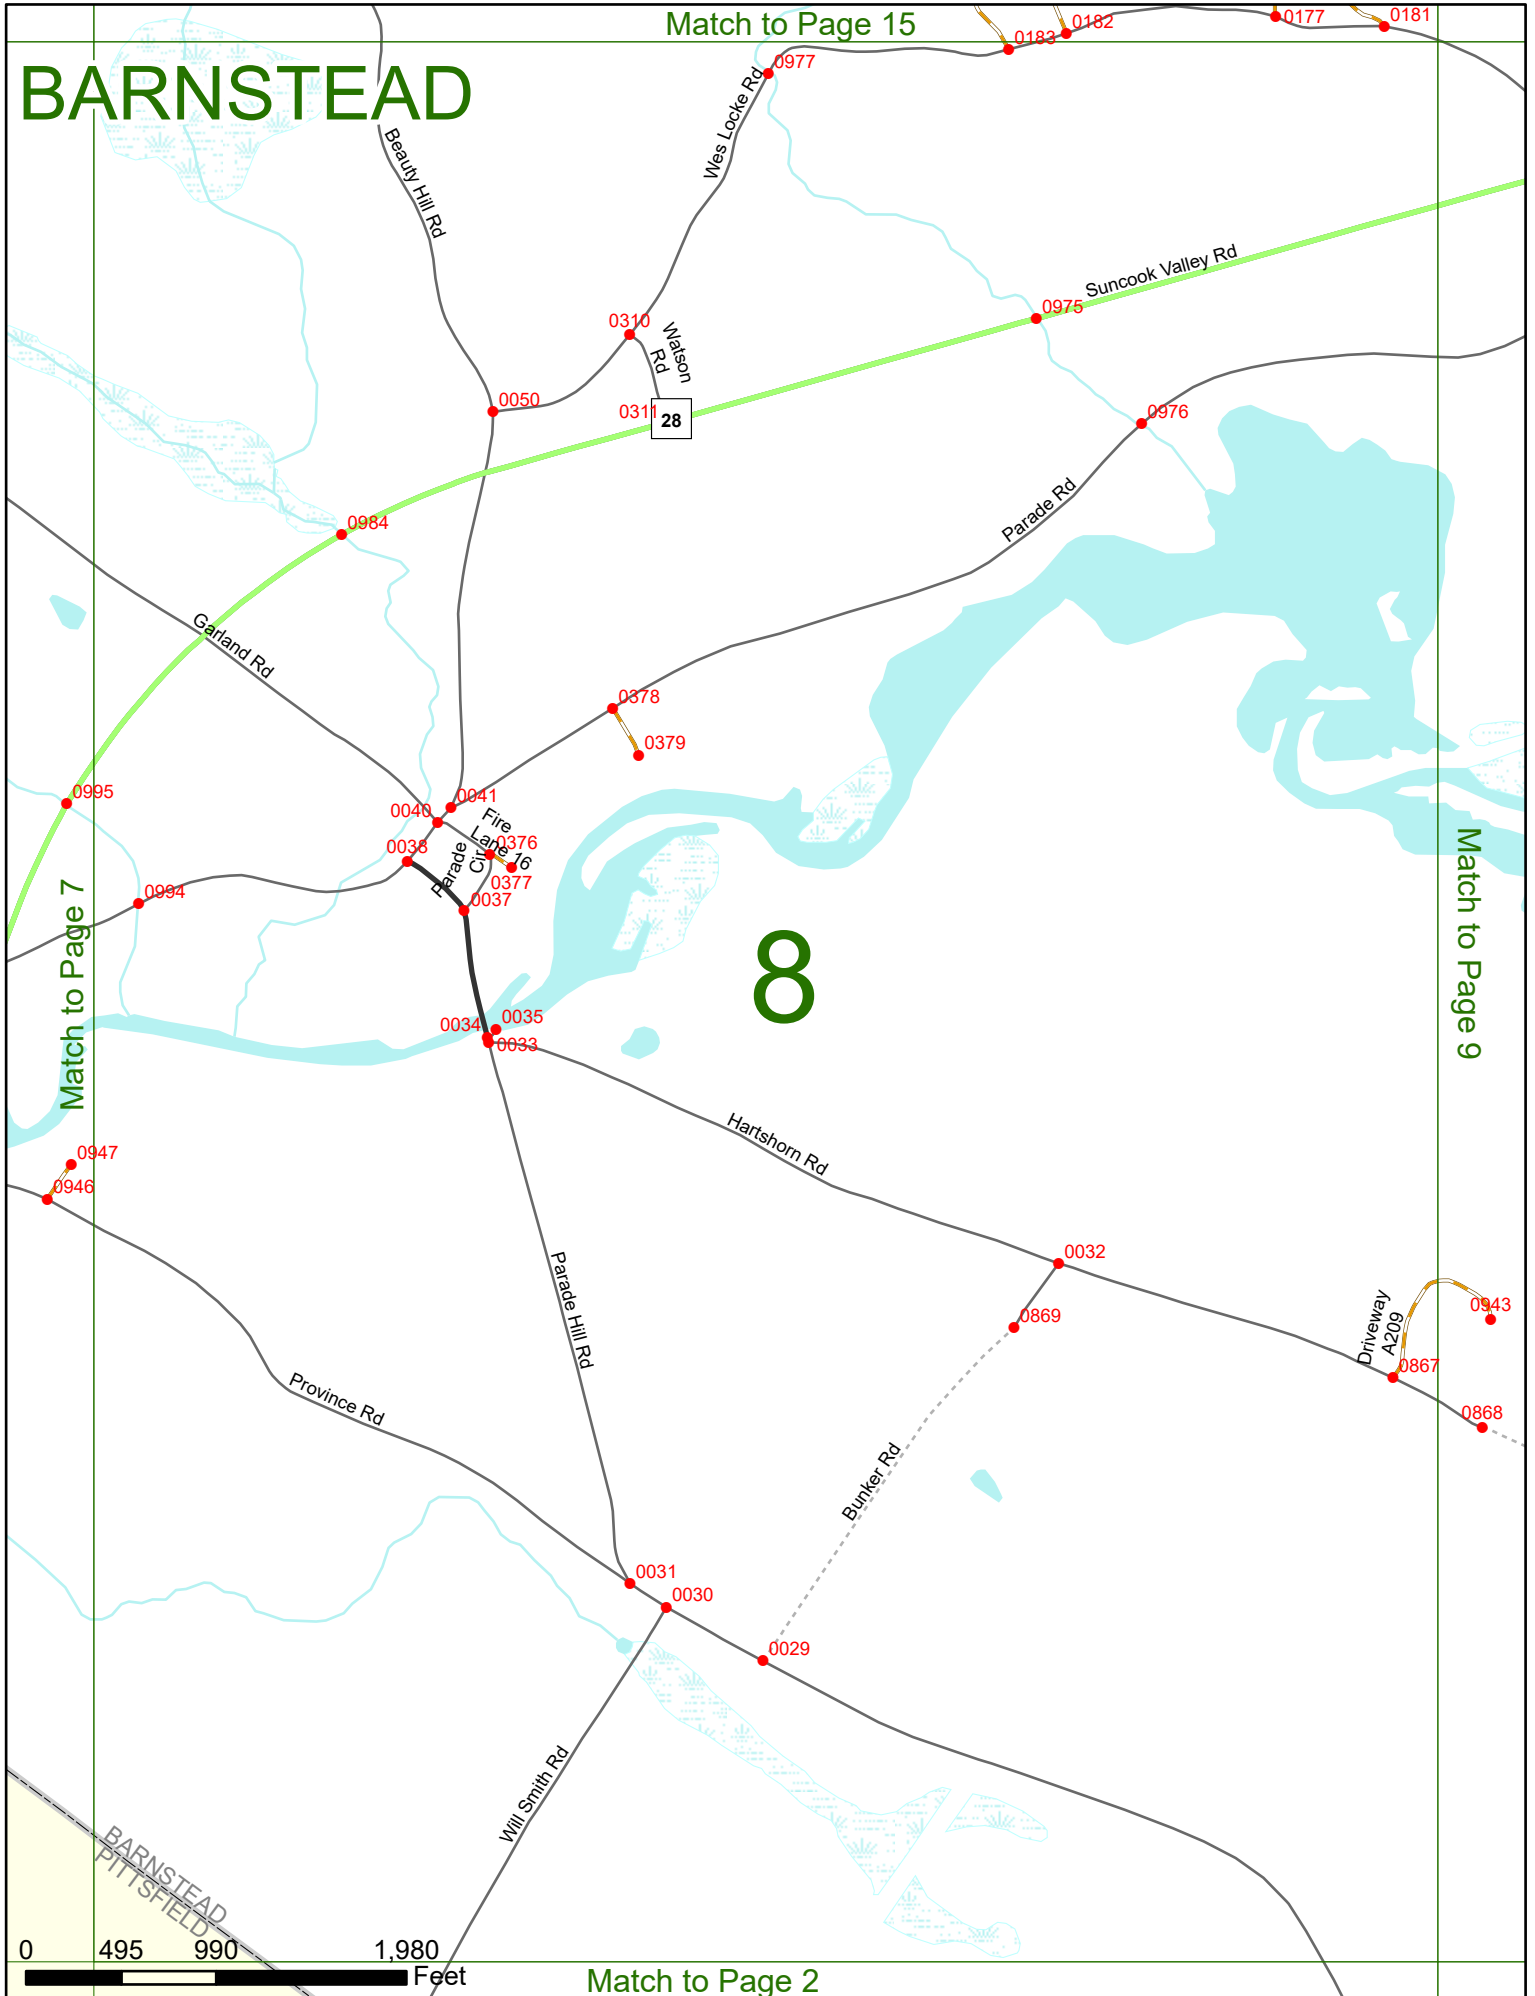 Match to Page 15
0182
0177
0181
0183
0977
BARNSTEAD
Beauty Hill Rd
Wes Locke Rd
Suncook Valley Rd
0975
0310
Watson
Rd
0050
0311
28
0976
Parade Rd
0984
Garland Rd
0378
0379
0995
0041
0040
Fire
Lane 16
0376
0038
Parade
Cir
0377
0037
0994
Match to Page 7
Match to Page 9
8
0035
0034
0033
Hartshorn Rd
0947
0946
0032
Parade Hill Rd
0943
0869
Driveway
A209
0867
0868
Province Rd
Bunker Rd
0031
0030
0029
Will Smith Rd
BARNSTEAD
PITTSFIELD
0 495 990 1,980
Feet
Match to Page 2